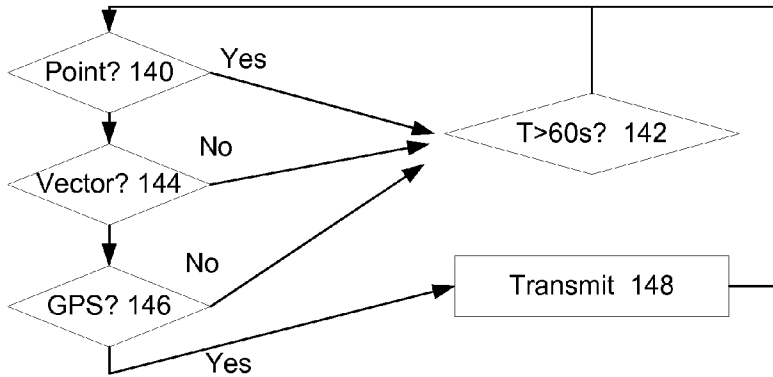 Point? 140
Yes
T>60s? 142
No
Vector? 144
No
GPS? 146
Transmit 148
Yes